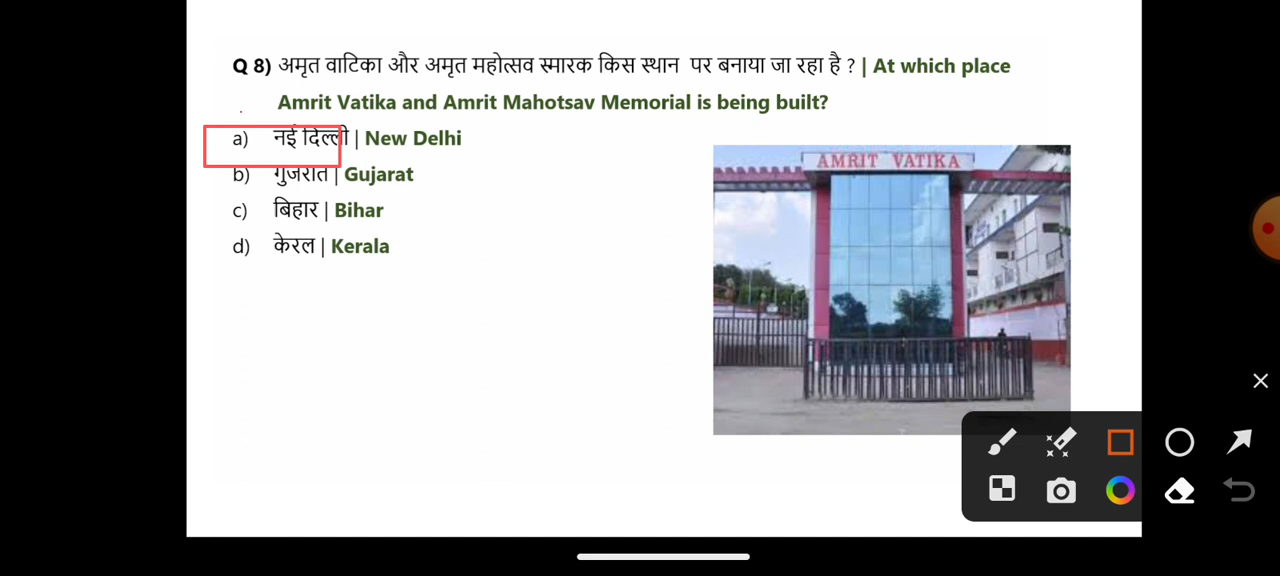 Q 8) अमृत वाटिका और अमृत महोत्सव स्मारक किस स्थान पर बनाया जा रहा है ? | At which place
Amrit Vatika and Amrit Mahotsav Memorial is being built?
a) नई दिल्ली | New Delhi
b) गुजरात | Gujarat
c) बिहार | Bihar
d) केरल | Kerala
AMRIT VATIKA